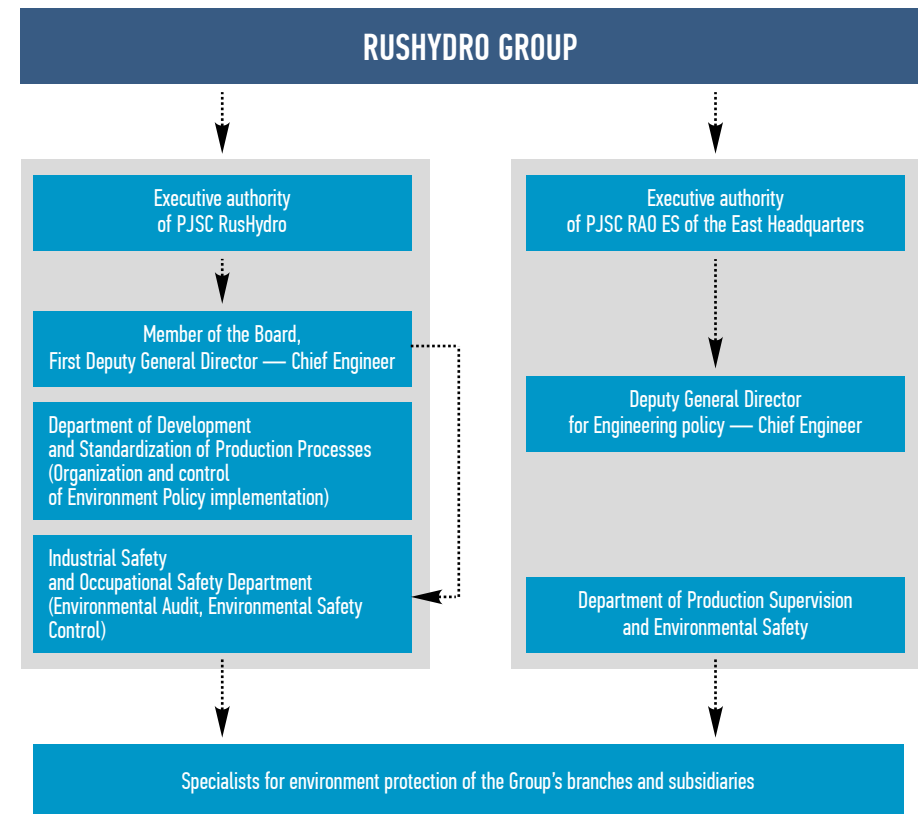 RUSHYDRO GROUP
Executive authority
of PJSC RusHydro
Member of the Board,
First Deputy General Director — Chief Engineer
Department of Development
and Standardization of Production Processes
(Organization and control
of Environment Policy implementation)
Industrial Safety
and Occupational Safety Department
(Environmental Audit, Environmental Safety
Control)
Executive authority
of PJSC RAO ES of the East Headquarters
Deputy General Director
for Engineering policy — Chief Engineer
Department of Production Supervision
and Environmental Safety
Specialists for environment protection of the Group's branches and subsidiaries